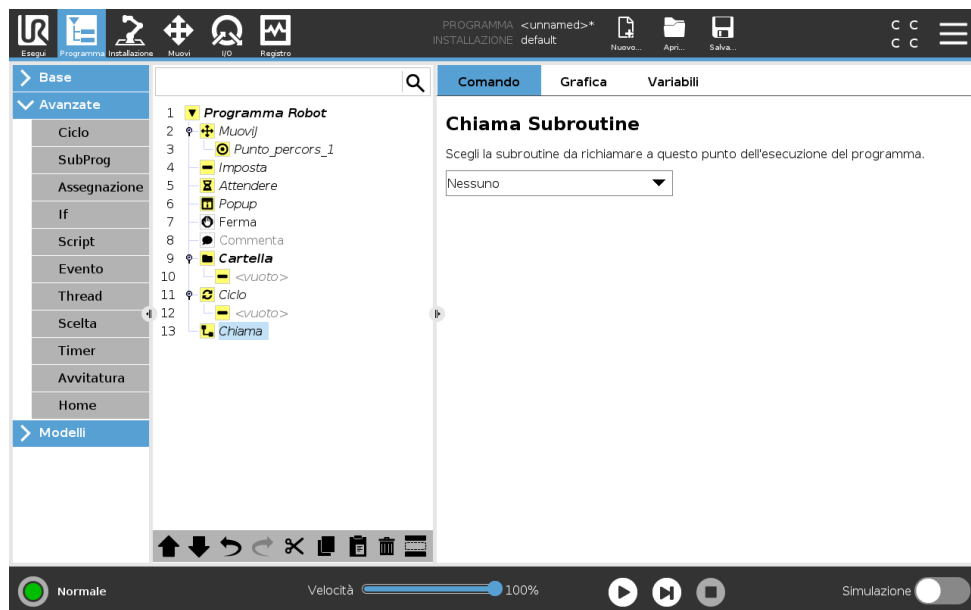 PROGRAMMA <unnamed>*
INSTALLAZIONE default
Esegui
Programma
Installazione
Muovi
I/O
Registro
Nuovo...
Apri...
Salva...
C C
C C
Base
Avanzate
Ciclo
SubProg
Assegnazione
If
Script
Evento
Thread
Scelta
Timer
Avvitatura
Home
Modelli
1 Programma Robot
2 MuoviJ
3 Punto_percors_1
4 Imposta
5 Attendere
6 Popup
7 Ferma
8 Commenta
9 Cartella
10 <vuoto>
11 Ciclo
12 <vuoto>
13 Chiama
Comando Grafica Variabili
Chiama Subroutine
Scegli la subroutine da richiamare a questo punto dell'esecuzione del programma.
Nessuno
Normale
Velocità 100%
Simulazione